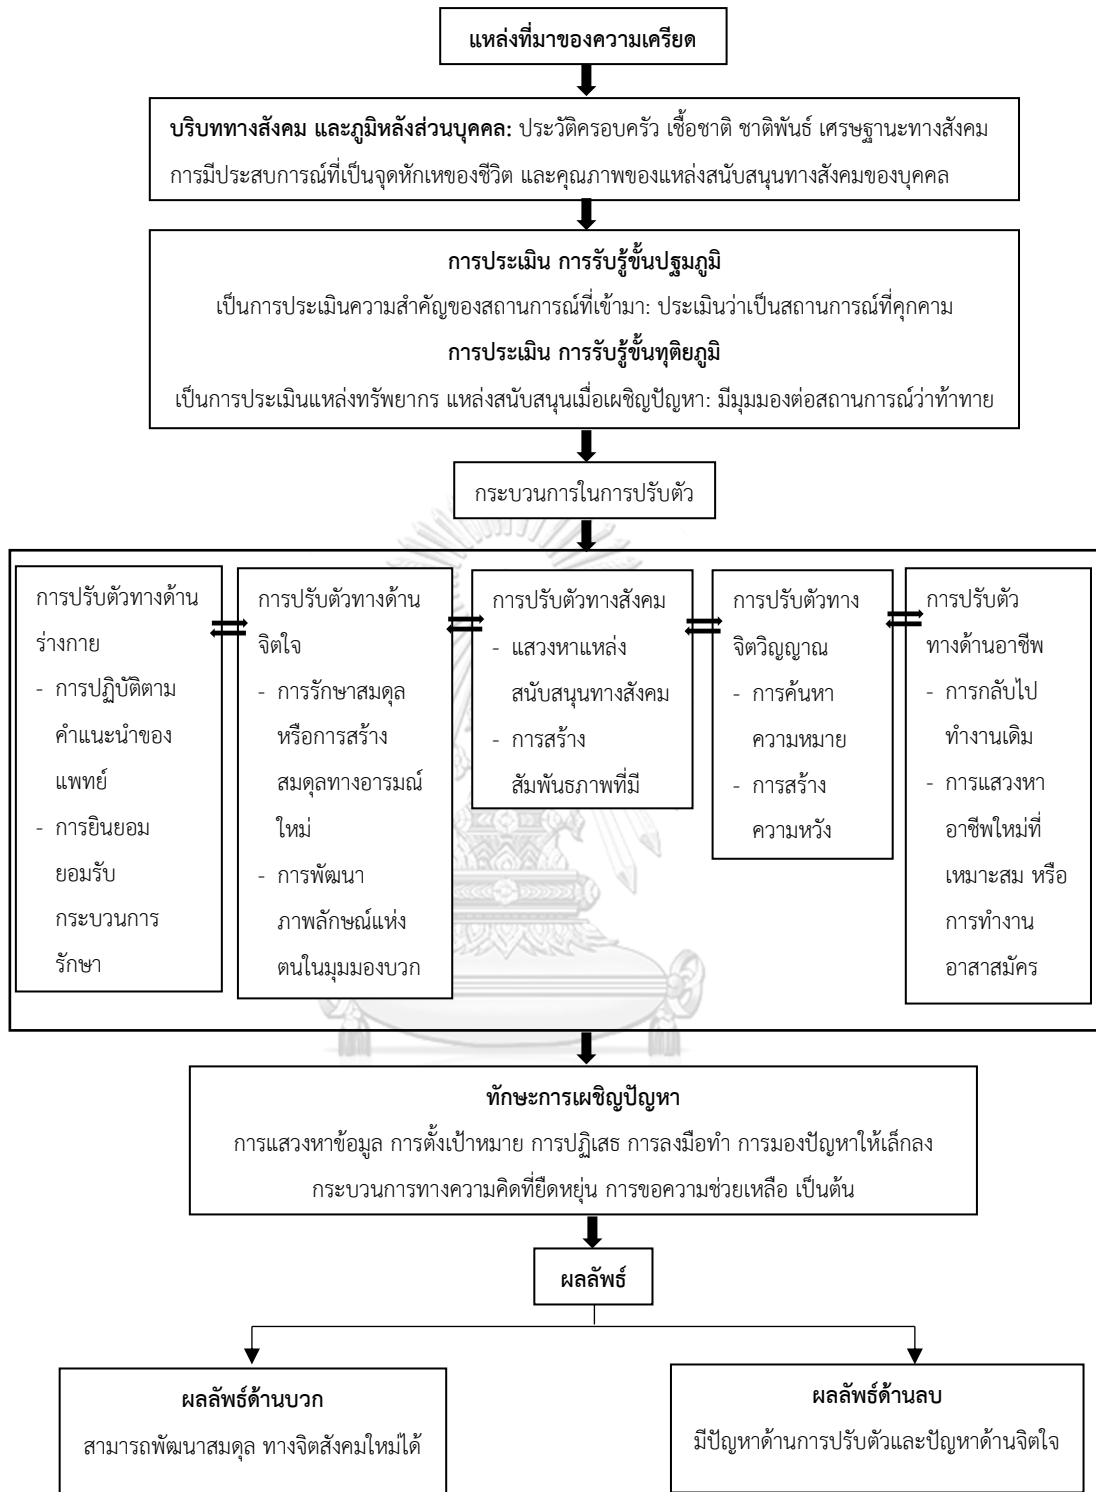 แหล่งที่มาของความเครียด
บริบททางสังคม และภูมิหลังส่วนบุคคล: ประวัติครอบครัว เชื้อชาติ ชาติพันธ์ เศรษฐานะทางสังคม
การมีประสบการณ์ที่เป็นจุดหักเหของชีวิต และคุณภาพของแหล่งสนับสนุนทางสังคมของบุคคล
การประเมิน การรับรู้ขั้นปฐมภูมิ
เป็นการประเมินความสำคัญของสถานการณ์ที่เข้ามา: ประเมินว่าเป็นสถานการณ์ที่คุกคาม
การประเมิน การรับรู้ขั้นทุติยภูมิ
เป็นการประเมินแหล่งทรัพยากร แหล่งสนับสนุนเมื่อเผชิญปัญหา: มีมุมมองต่อสถานการณ์ว่าท้าทาย
กระบวนการในการปรับตัว
การปรับตัวทางด้าน
ร่างกาย
- การปฏิบัติตาม
คำแนะนำของ
แพทย์
- การยินยอม
ยอมรับ
กระบวนการ
รักษา
การปรับตัวทางด้าน
จิตใจ
- การรักษาสมดุล
หรือการสร้าง
สมดุลทางอารมณ์
ใหม่
- การพัฒนา
ภาพลักษณ์แห่ง
ตนในมุมมองบวก
การปรับตัวทางสังคม
- แสวงหาแหล่ง
สนับสนุนทางสังคม
- การสร้าง
สัมพันธภาพที่มี
การปรับตัวทาง
จิตวิญญาณ
- การค้นหา
ความหมาย
- การสร้าง
ความหวัง
การปรับตัว
ทางด้านอาชีพ
- การกลับไป
ทำงานเดิม
- การแสวงหา
อาชีพใหม่ที่
เหมาะสม หรือ
การทำงาน
อาสาสมัคร
ทักษะการเผชิญปัญหา
การแสวงหาข้อมูล การตั้งเป้าหมาย การปฏิเสธ การลงมือทำ การมองปัญหาให้เล็กลง
กระบวนการทางความคิดที่ยืดหยุ่น การขอความช่วยเหลือ เป็นต้น
ผลลัพธ์
ผลลัพธ์ด้านบวก
สามารถพัฒนาสมดุล ทางจิตสังคมใหม่ได้
ผลลัพธ์ด้านลบ
มีปัญหาด้านการปรับตัวและปัญหาด้านจิตใจ